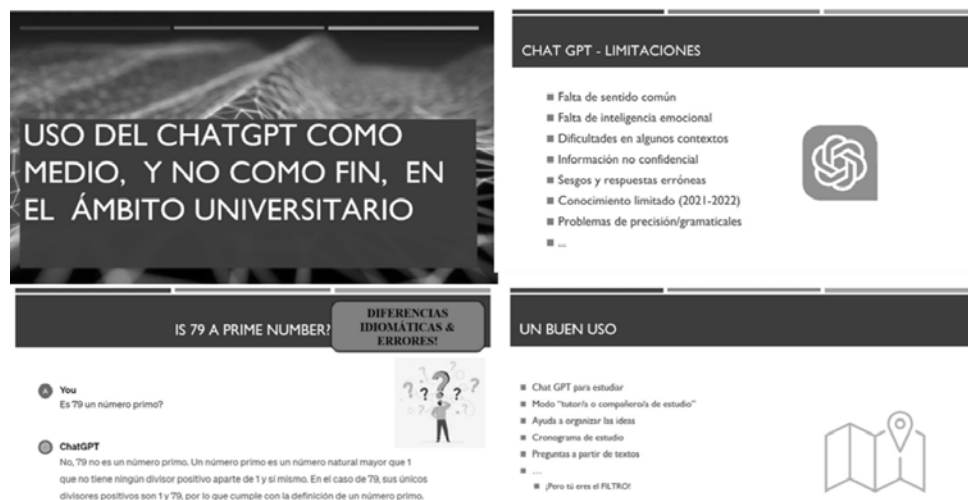 USO DEL CHATGPT COMO
MEDIO, Y NO COMO FIN, EN
EL ÁMBITO UNIVERSITARIO
CHAT GPT - LIMITACIONES
Falta de sentido común
Falta de inteligencia emocional
Dificultades en algunos contextos
Información no confidencial
Sesgos y respuestas erróneas
Conocimiento limitado (2021-2022)
Problemas de precisión/gramaticales
...
IS 79 A PRIME NUMBER?
DIFERENCIAS
IDIOMÁTICAS &
ERRORES!
A
You
Es 79 un número primo?
ChatGPT
No, 79 no es un número primo. Un número primo es un número natural mayor que 1
que no tiene ningún divisor positivo aparte de 1 y sí mismo. En el caso de 79, sus únicos
divisores positivos son 1 y 79, por lo que cumple con la definición de un número primo.
UN BUEN USO
Chat GPT para estudiar
Modo “tutor/a o compañero/a de estudio”
Ayuda a organizar las ideas
Cronograma de estudio
Preguntas a partir de textos
....
¡Pero tú eres el FILTRO!